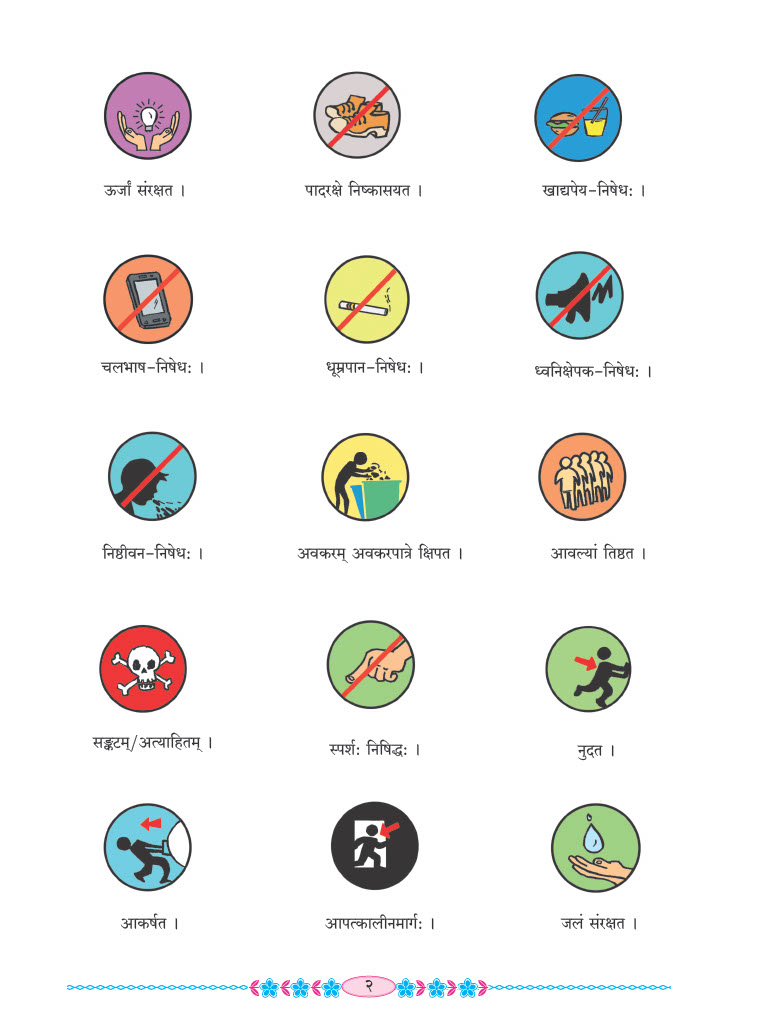 ऊर्जां संरक्षत ।
पादरक्षे निष्कासयत ।
खाद्यपेय-निषेध: ।
चलभाष-निषेध: ।
धूम्रपान-निषेध: ।
ध्वनिक्षेपक-निषेध: ।
निष्ठीवन-निषेध: ।
अवकरम् अवकरपात्रे क्षिपत ।
आवल्यां तिष्ठत ।
सङ्कटम्/अत्याहितम् ।
स्पर्श: निषिद्ध: ।
नुदत ।
आकर्षत ।
आपत्कालीनमार्ग: ।
जलं संरक्षत ।
२